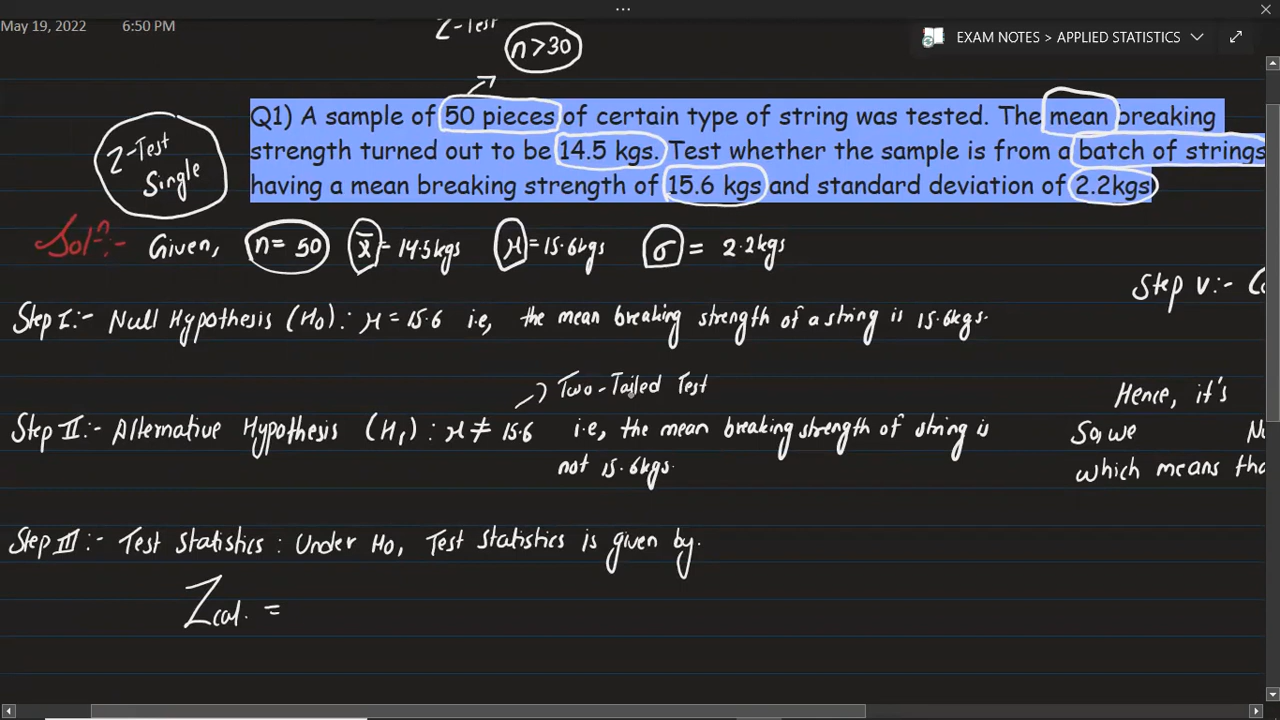 May 19, 2022 6:50 PM
EXAM NOTES > APPLIED STATISTICS
Z-Test
n>30
Q1) A sample of 50 pieces of certain type of string was tested. The mean breaking
strength turned out to be 14.5 kgs. Test whether the sample is from a batch of strings
having a mean breaking strength of 15.6 kgs and standard deviation of 2.2kgs
Z-Test
Single
Solⁿ:- Given, n= 50 x̄ = 14.5kgs μ = 15.6kgs σ = 2.2kgs
Step I:- Null Hypothesis (H₀): μ = 15.6 i.e, the mean breaking strength of a string is 15.6kgs.
Two-Tailed Test
Step II:- Alternative Hypothesis (H₁) : μ ≠ 15.6 i.e, the mean breaking strength of string is
not 15.6kgs.
Step III:- Test Statistics : Under H₀, Test Statistics is given by.
Zcal. =
Step V:-
Hence, it's
So, we
which means